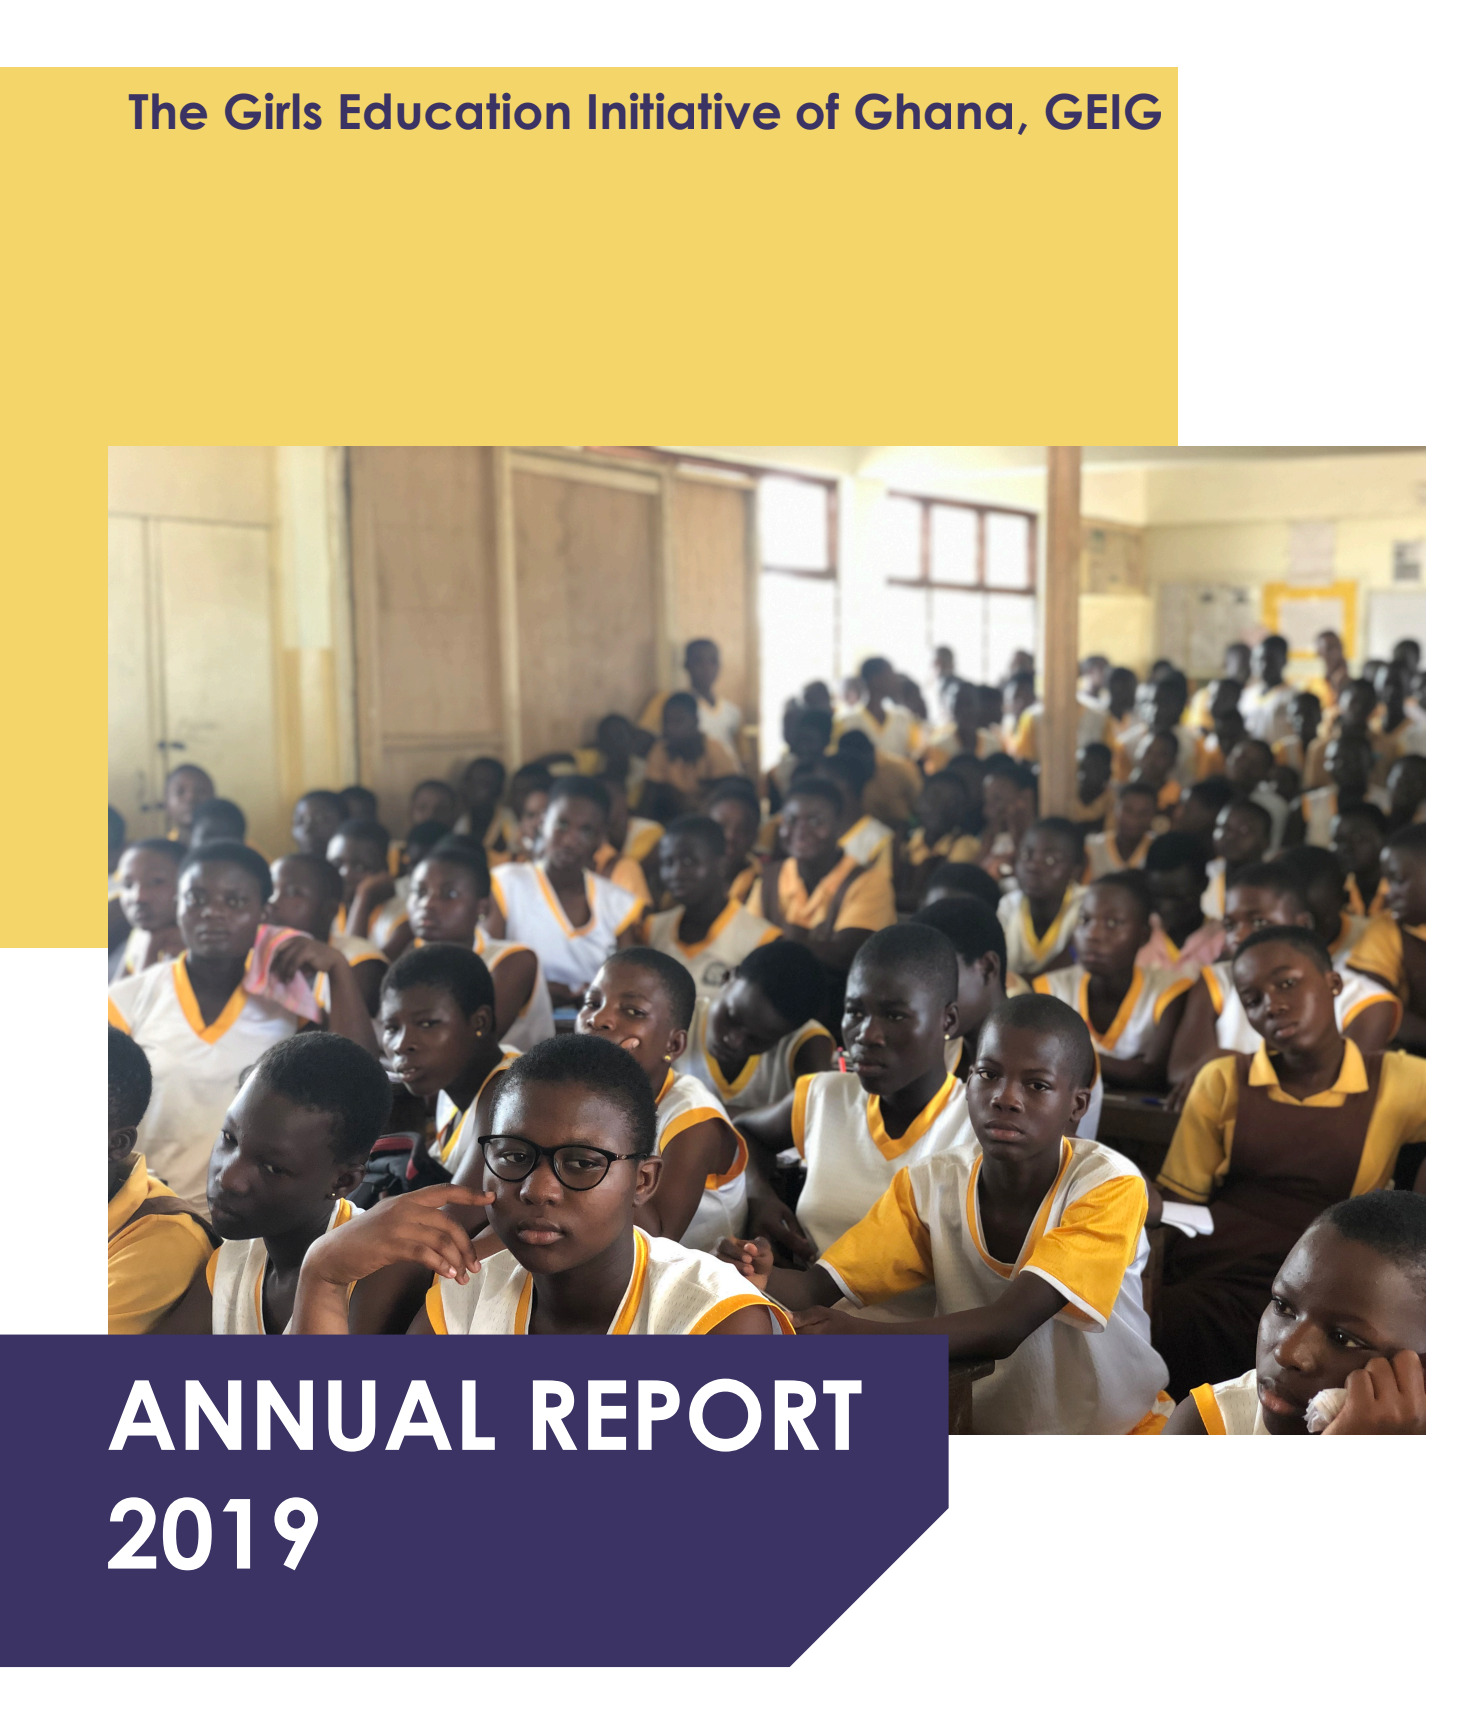 The Girls Education Initiative of Ghana, GEIG
ANNUAL REPORT
2019